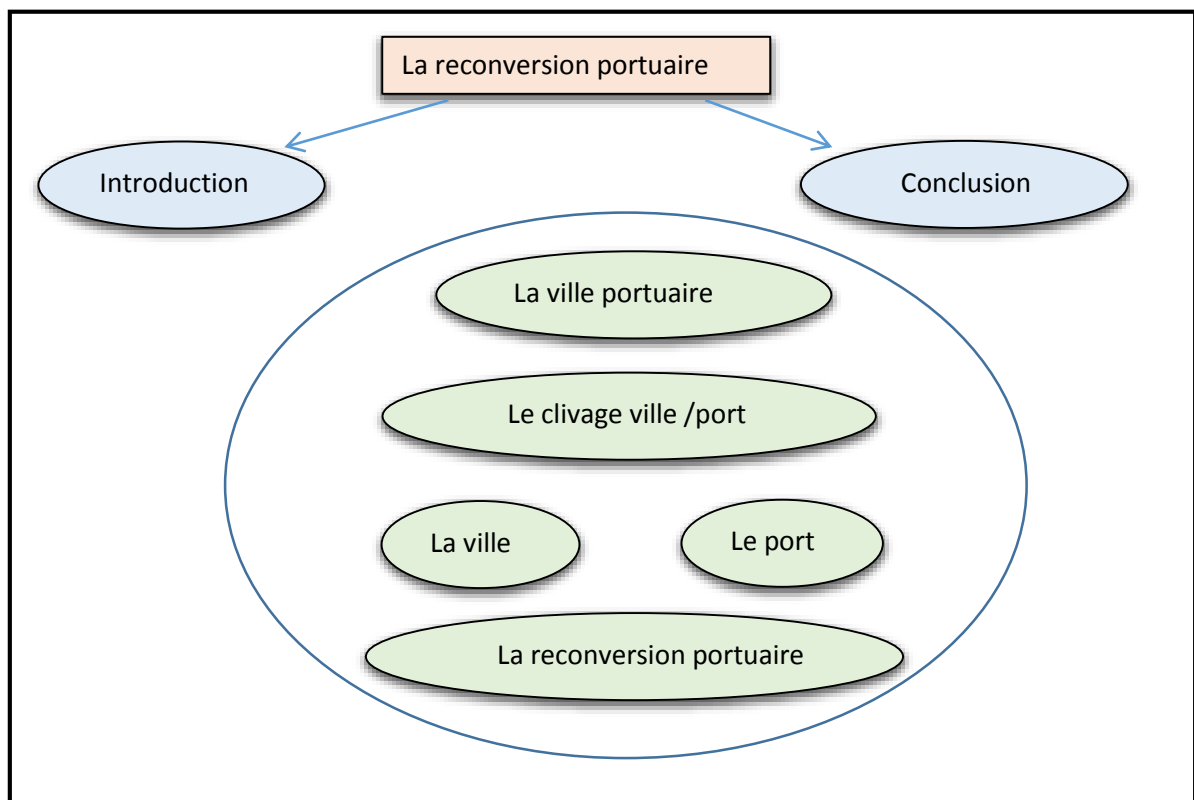 La reconversion portuaire
Introduction
Conclusion
La ville portuaire
Le clivage ville /port
La ville
Le port
La reconversion portuaire